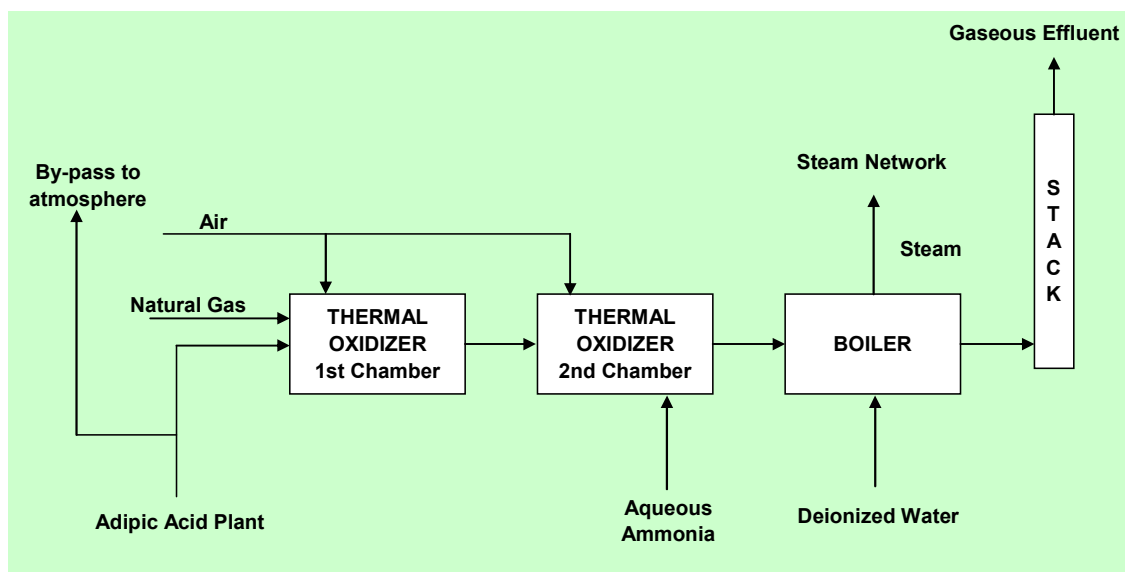 Gaseous Effluent
By-pass to
atmosphere
Steam Network
S
T
A
C
K
Air
Steam
Natural Gas
THERMAL
OXIDIZER
1st Chamber
THERMAL
OXIDIZER
2nd Chamber
BOILER
Adipic Acid Plant
Aqueous
Ammonia
Deionized Water